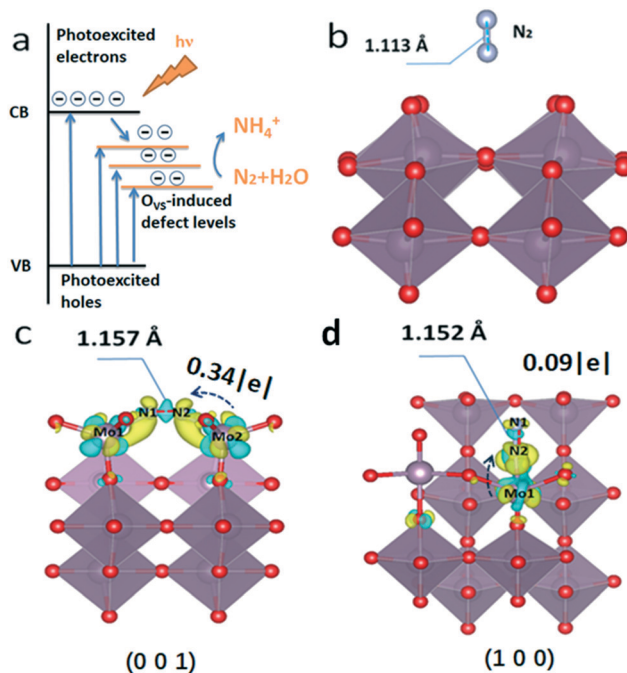 a
Photoexcited
electrons
hν
CB
NH₄⁺
N₂+H₂O
Oᵥₛ-induced
defect levels
VB
Photoexcited
holes
b
1.113 Å
N₂
c
1.157 Å
0.34|e|
N1
N2
Mo1
Mo2
(0 0 1)
d
1.152 Å
0.09|e|
N1
N2
Mo1
(1 0 0)